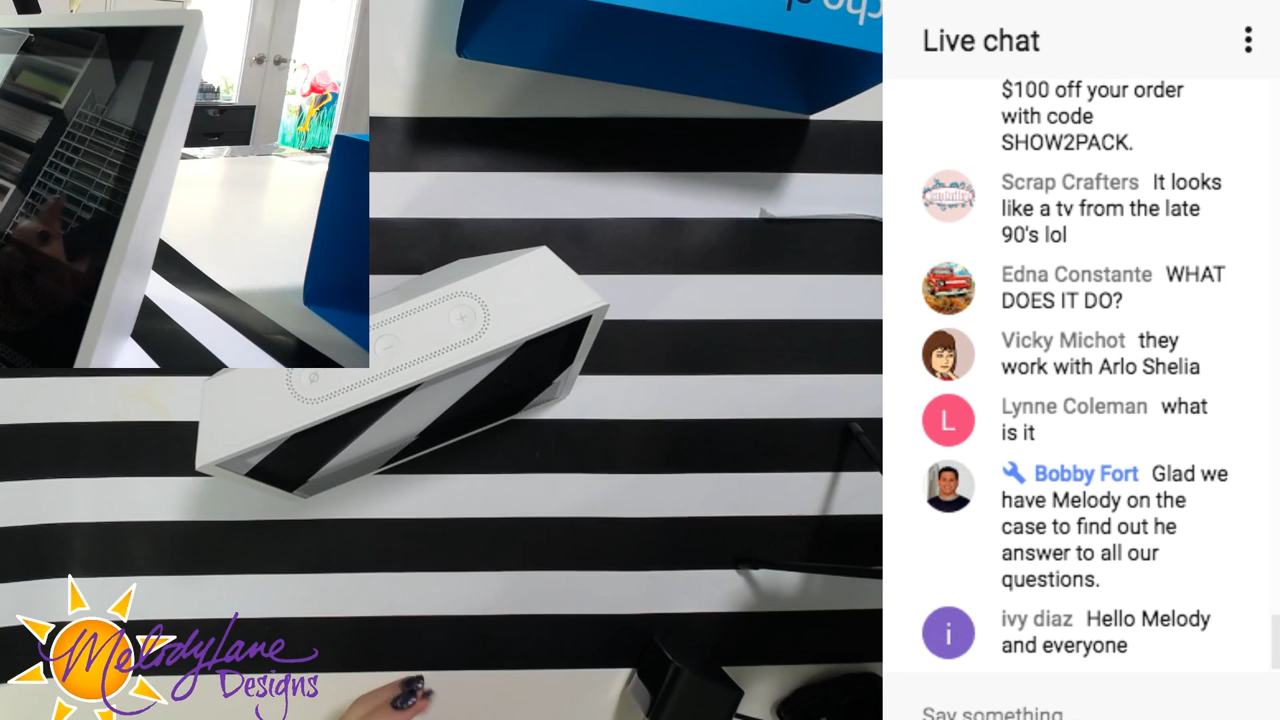 Live chat
$100 off your order
with code
SHOW2PACK.
Scrap Crafters It looks
like a tv from the late
90's lol
Edna Constante WHAT
DOES IT DO?
Vicky Michot they
work with Arlo Shelia
L
Lynne Coleman what
is it
Bobby Fort Glad we
have Melody on the
case to find out he
answer to all our
questions.
i
ivy diaz Hello Melody
and everyone
Say something
MelodyLane
Designs